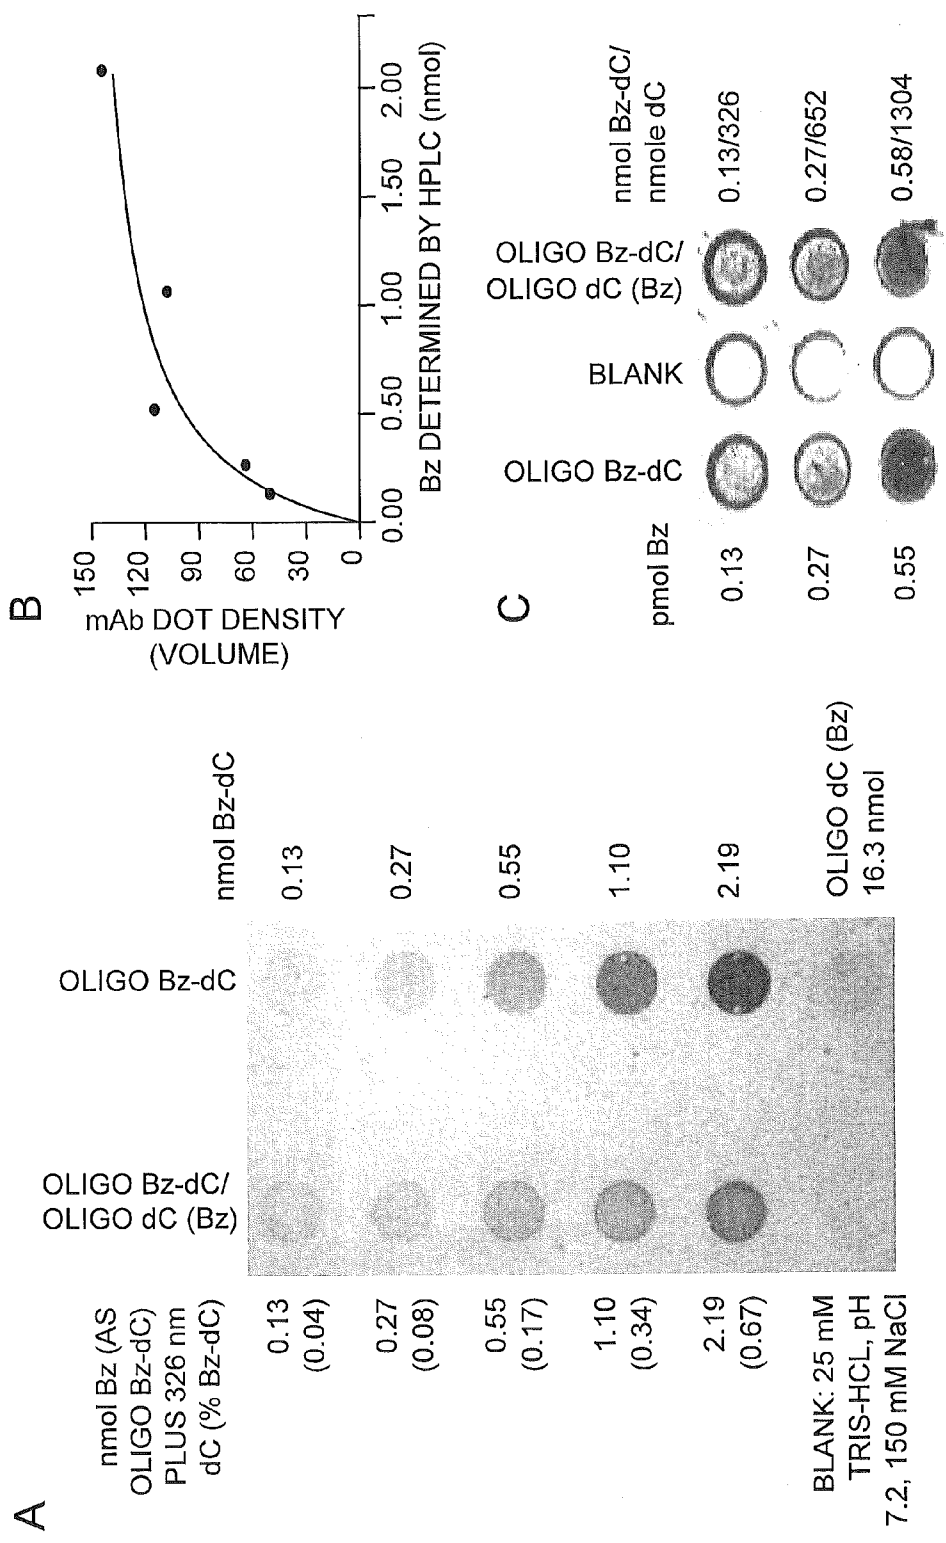 A
nmol Bz (AS
OLIGO Bz-dC)
PLUS 326 nm
dC (% Bz-dC)
OLIGO Bz-dC/
OLIGO dC (Bz)
OLIGO Bz-dC
nmol Bz-dC
0.13
(0.04)
0.13
0.27
(0.08)
0.27
0.55
(0.17)
0.55
1.10
(0.34)
1.10
2.19
(0.67)
2.19
BLANK: 25 mM
TRIS-HCL, pH
7.2, 150 mM NaCl
OLIGO dC (Bz)
16.3 nmol
B
mAb DOT DENSITY
(VOLUME)
150
120
90
60
30
0
0.00
0.50
1.00
1.50
2.00
Bz DETERMINED BY HPLC (nmol)
C
pmol Bz
OLIGO Bz-dC
BLANK
OLIGO Bz-dC/
OLIGO dC (Bz)
nmol Bz-dC/
nmole dC
0.13
0.13/326
0.27
0.27/652
0.55
0.58/1304